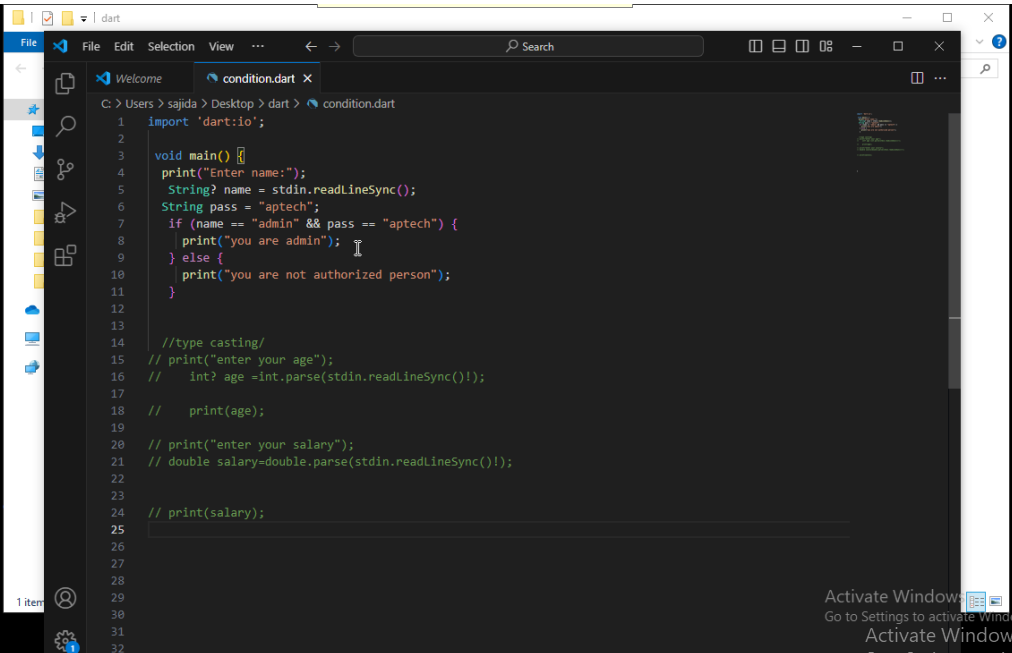 dart
File
File Edit Selection View ··· Search
Welcome condition.dart
C: > Users > sajida > Desktop > dart > condition.dart
1 import 'dart:io';
2
3 void main() {
4 print("Enter name:");
5 String? name = stdin.readLineSync();
6 String pass = "aptech";
7 if (name == "admin" && pass == "aptech") {
8 print("you are admin");
9 } else {
10 print("you are not authorized person");
11 }
12
13
14 //type casting/
15 // print("enter your age");
16 // int? age =int.parse(stdin.readLineSync()!);
17
18 // print(age);
19
20 // print("enter your salary");
21 // double salary=double.parse(stdin.readLineSync()!);
22
23
24 // print(salary);
25
26
27
28
29
30
31
32
1 item
1
Activate Windows
Go to Settings to activate Wind
Activate Window